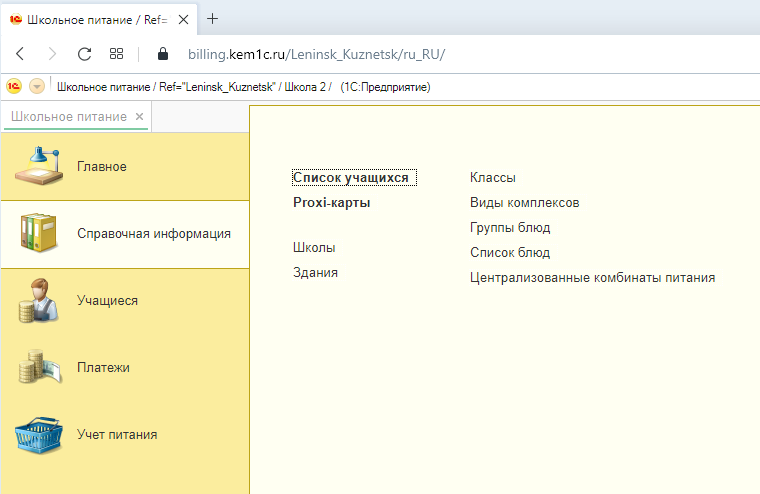 Школьное питание / Ref=
billing.kem1c.ru/Leninsk_Kuznetsk/ru_RU/
Школьное питание / Ref="Leninsk_Kuznetsk" / Школа 2 / (1С:Предприятие)
Школьное питание
Главное
Справочная информация
Учащиеся
Платежи
Учет питания
Список учащихся
Proxi-карты
Школы
Здания
Классы
Виды комплексов
Группы блюд
Список блюд
Централизованные комбинаты питания